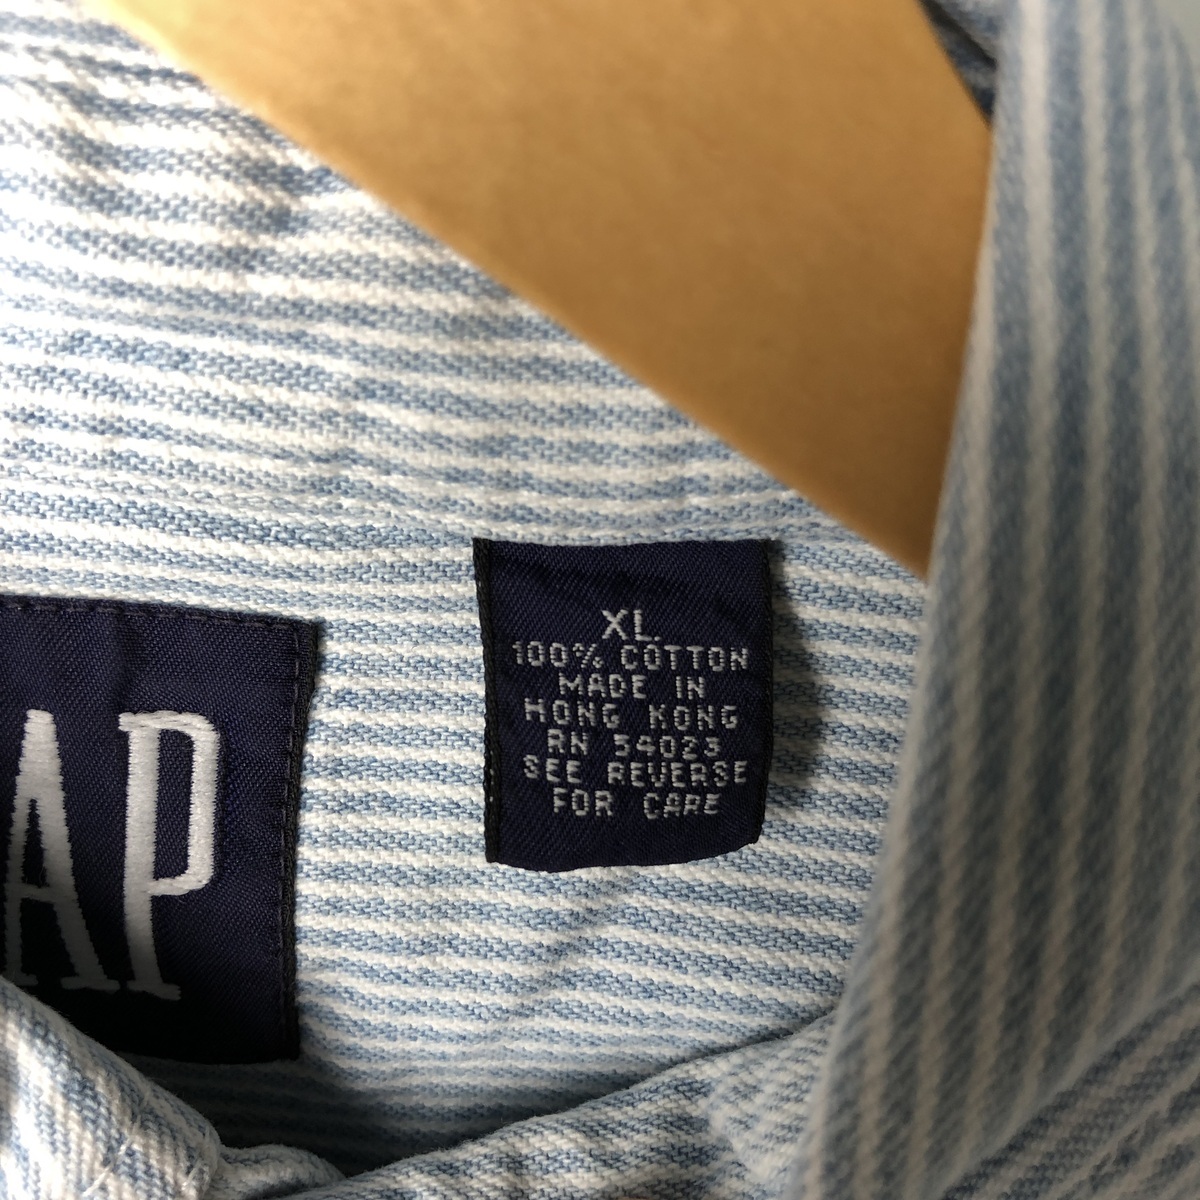 AP
XL
100% COTTON
MADE IN
HONG KONG
RN 54023
SEE REVERSE
FOR CARE